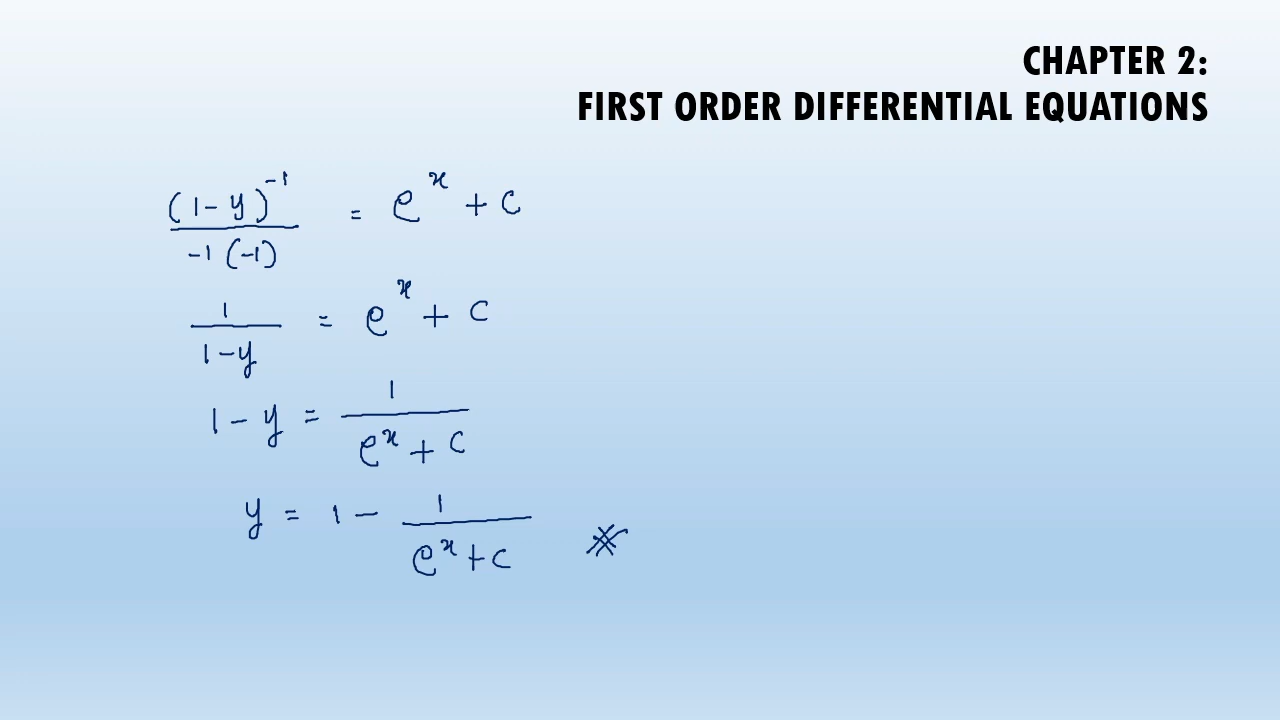 CHAPTER 2:
FIRST ORDER DIFFERENTIAL EQUATIONS
(1-y)^-1 / -1(-1) = e^x + c
1 / 1-y = e^x + c
1 - y = 1 / e^x + c
y = 1 - 1 / e^x + c